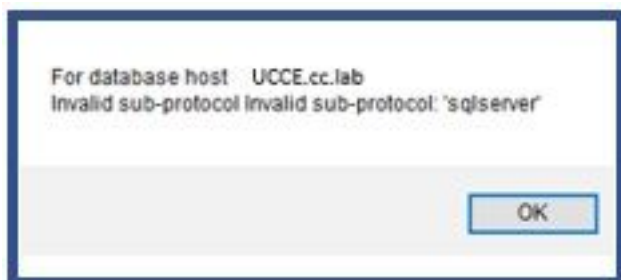 For database host UCCE.cc.lab
Invalid sub-protocol Invalid sub-protocol: 'sqlserver'
OK